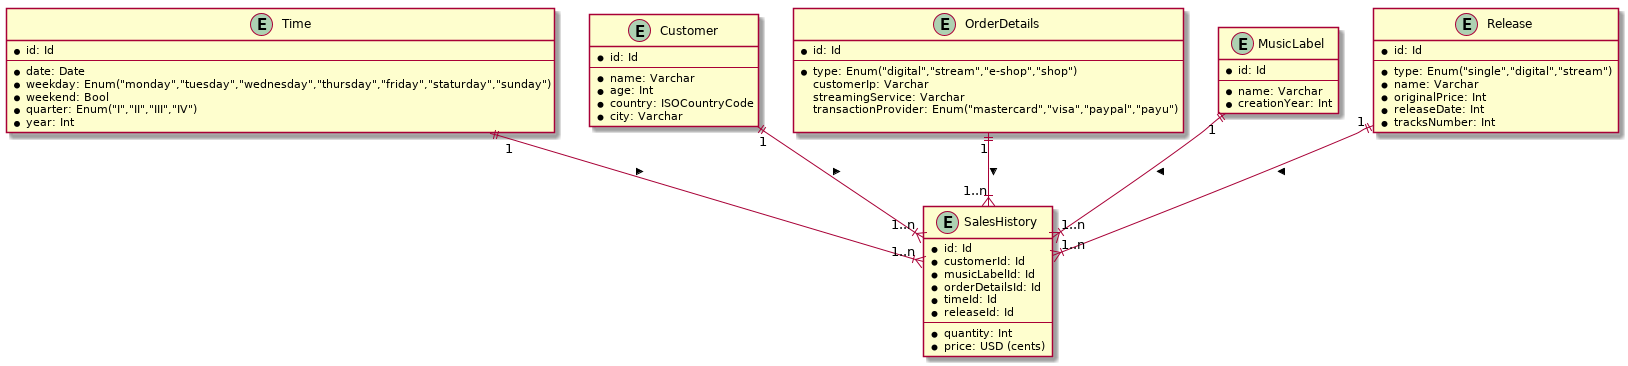 E Time
id: Id
date: Date
weekday: Enum("monday","tuesday","wednesday","thursday","friday","staturday","sunday")
weekend: Bool
quarter: Enum("I","II","III","IV")
year: Int
E Customer
id: Id
name: Varchar
age: Int
country: ISOCountryCode
city: Varchar
E OrderDetails
id: Id
type: Enum("digital","stream","e-shop","shop")
customerIp: Varchar
streamingService: Varchar
transactionProvider: Enum("mastercard","visa","paypal","payu")
E MusicLabel
id: Id
name: Varchar
creationYear: Int
E Release
id: Id
type: Enum("single","digital","stream")
name: Varchar
originalPrice: Int
releaseDate: Int
tracksNumber: Int
1
1
1
1
1
1..n
1..n
1..n
1..n
1..n
E SalesHistory
id: Id
customerId: Id
musicLabelId: Id
orderDetailsId: Id
timeId: Id
releaseId: Id
quantity: Int
price: USD (cents)